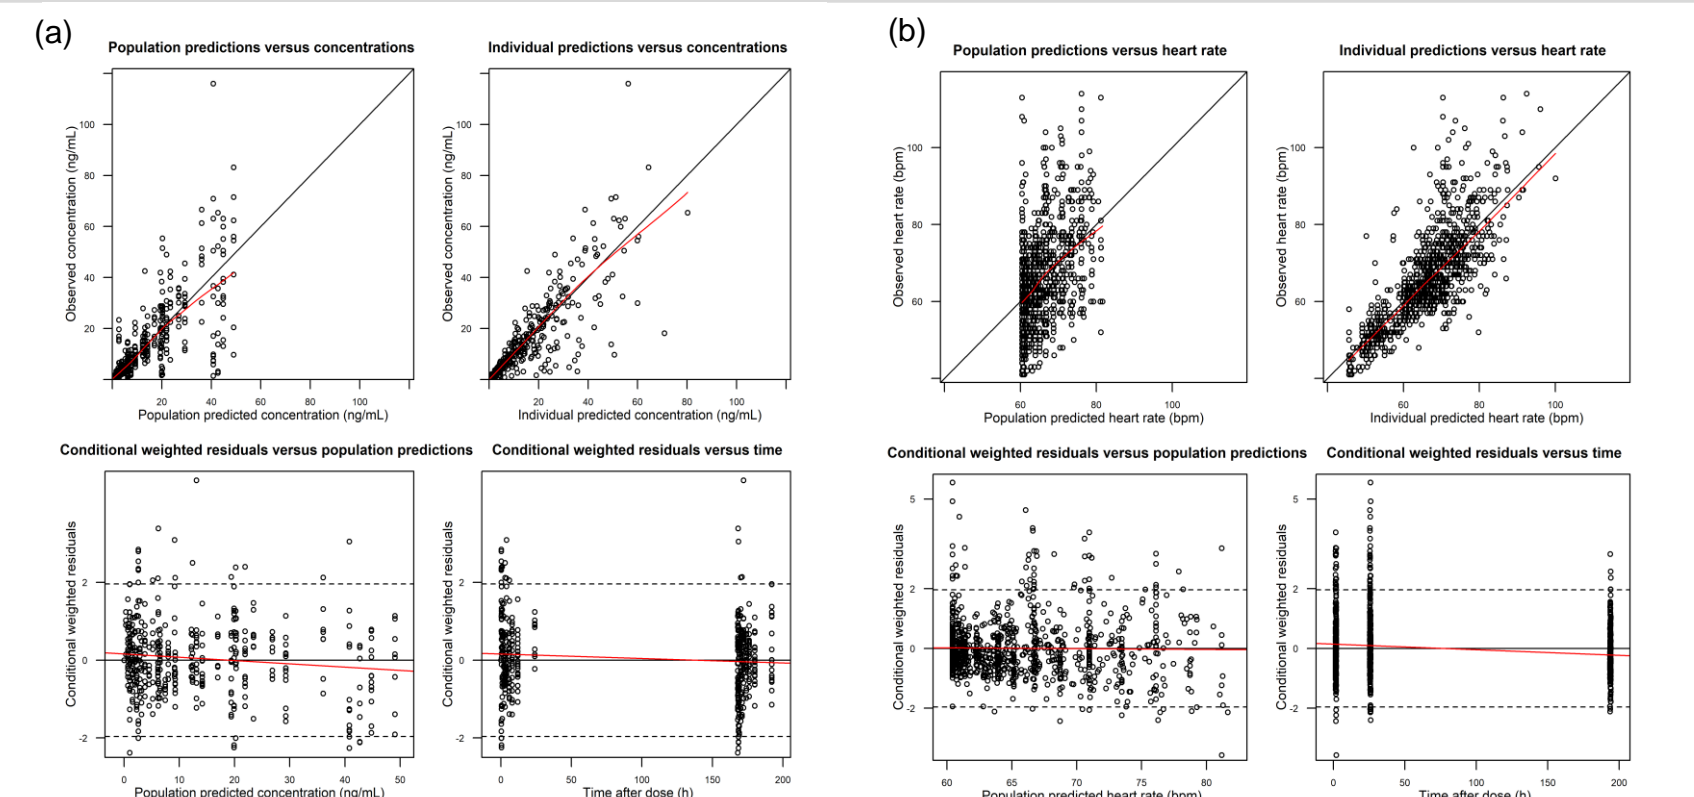 (a)
Population predictions versus concentrations
Observed concentration (ng/mL)
100
80
60
40
20
20 40 60 80 100
Population predicted concentration (ng/mL)
Individual predictions versus concentrations
Observed concentration (ng/mL)
100
80
60
40
20
20 40 60 80 100
Individual predicted concentration (ng/mL)
Conditional weighted residuals versus population predictions
Conditional weighted residuals
2
0
-2
0 10 20 30 40 50
Population predicted concentration (ng/mL)
Conditional weighted residuals versus time
Conditional weighted residuals
2
0
-2
0 50 100 150 200
Time after dose (h)
(b)
Population predictions versus heart rate
Observed heart rate (bpm)
100
80
60
60 80 100
Population predicted heart rate (bpm)
Individual predictions versus heart rate
Observed heart rate (bpm)
100
80
60
60 80 100
Individual predicted heart rate (bpm)
Conditional weighted residuals versus population predictions
Conditional weighted residuals
5
2
0
-2
60 65 70 75 80
Population predicted heart rate (bpm)
Conditional weighted residuals versus time
Conditional weighted residuals
5
2
0
-2
0 50 100 150 200
Time after dose (h)